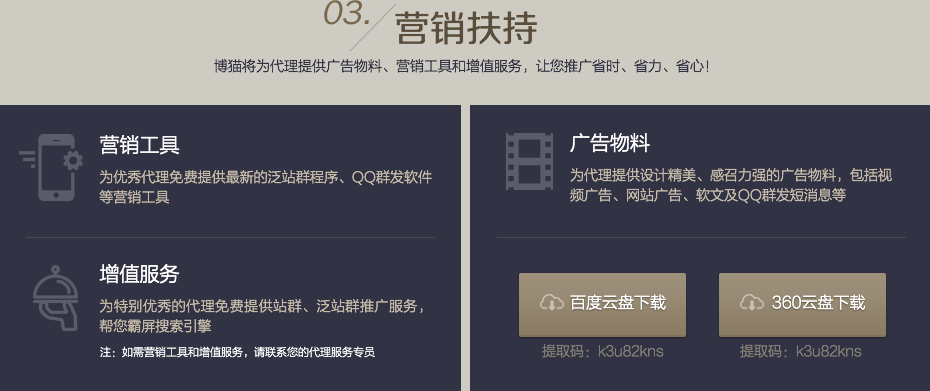 03.
营销扶持
博猫将为代理提供广告物料、营销工具和增值服务，让您推广省时、省力、省心！
营销工具
为优秀代理免费提供最新的泛站群程序、QQ群发软件
等营销工具
增值服务
为特别优秀的代理免费提供站群、泛站群推广服务，
帮您霸屏搜索引擎
注：如需营销工具和增值服务，请联系您的代理服务专员
广告物料
为代理提供设计精美、感召力强的广告物料，包括视
频广告、网站广告、软文及QQ群发短消息等
百度云盘下载
360云盘下载
提取码：k3u82kns
提取码：k3u82kns